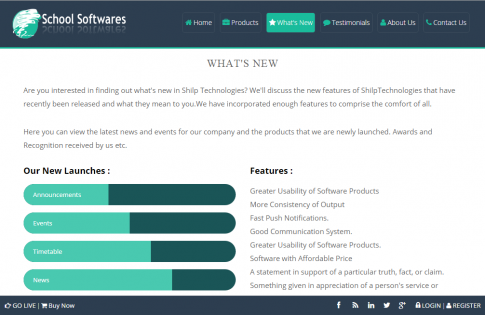 School Softwares
Home
Products
What's New
Testimonials
About Us
Contact Us
WHAT'S NEW
Are you interested in finding out what's new in Shilp Technologies? We'll discuss the new features of ShilpTechnologies that have
recently been released and what they mean to you.We have incorporated enough features to comprise the comfort of all.
Here you can view the latest news and events for our company and the products that we are newly launched. Awards and
Recognition received by us etc.
Our New Launches :
Announcements
Events
Timetable
News
Features :
Greater Usability of Software Products
More Consistency of Output
Fast Push Notifications.
Good Communication System.
Greater Usability of Software Products.
Software with Affordable Price
A statement in support of a particular truth, fact, or claim.
Something given in appreciation of a person's service or
GO LIVE | Buy Now
LOGIN | REGISTER